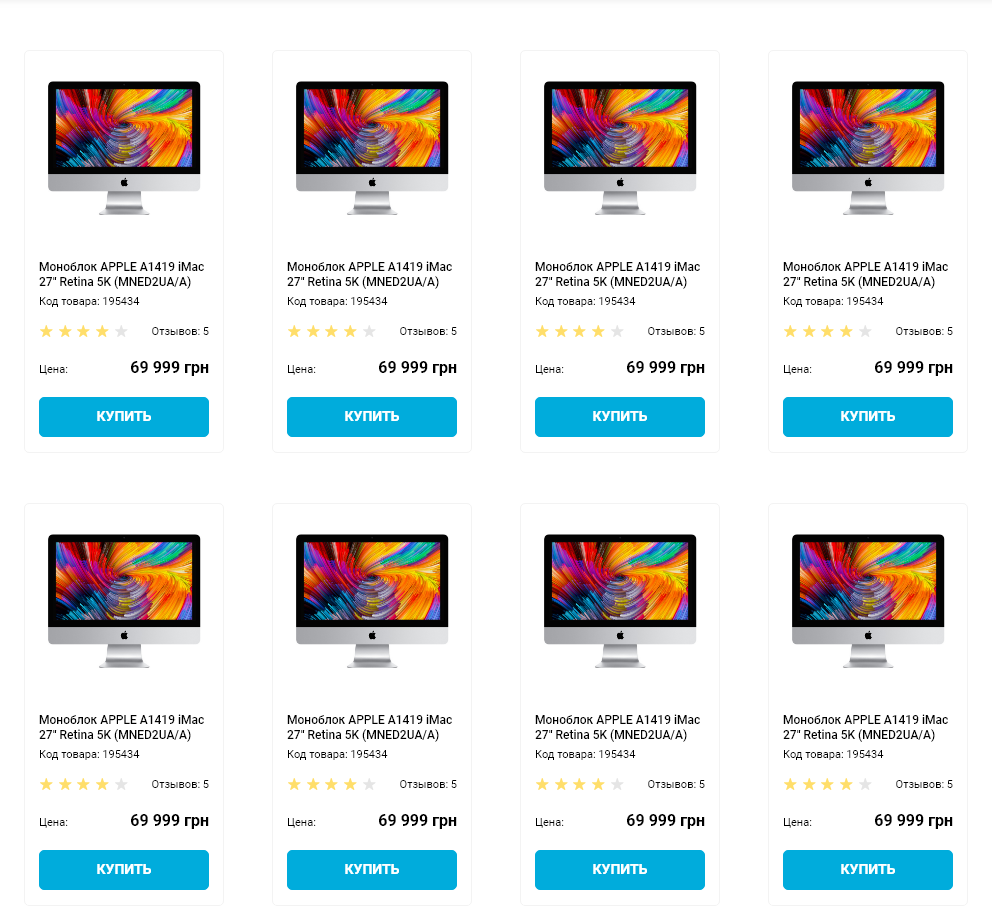 Моноблок APPLE A1419 iMac
27" Retina 5K (MNED2UA/A)
Код товара: 195434
Отзывов: 5
Цена: 69 999 грн
КУПИТЬ
Моноблок APPLE A1419 iMac
27" Retina 5K (MNED2UA/A)
Код товара: 195434
Отзывов: 5
Цена: 69 999 грн
КУПИТЬ
Моноблок APPLE A1419 iMac
27" Retina 5K (MNED2UA/A)
Код товара: 195434
Отзывов: 5
Цена: 69 999 грн
КУПИТЬ
Моноблок APPLE A1419 iMac
27" Retina 5K (MNED2UA/A)
Код товара: 195434
Отзывов: 5
Цена: 69 999 грн
КУПИТЬ
Моноблок APPLE A1419 iMac
27" Retina 5K (MNED2UA/A)
Код товара: 195434
Отзывов: 5
Цена: 69 999 грн
КУПИТЬ
Моноблок APPLE A1419 iMac
27" Retina 5K (MNED2UA/A)
Код товара: 195434
Отзывов: 5
Цена: 69 999 грн
КУПИТЬ
Моноблок APPLE A1419 iMac
27" Retina 5K (MNED2UA/A)
Код товара: 195434
Отзывов: 5
Цена: 69 999 грн
КУПИТЬ
Моноблок APPLE A1419 iMac
27" Retina 5K (MNED2UA/A)
Код товара: 195434
Отзывов: 5
Цена: 69 999 грн
КУПИТЬ